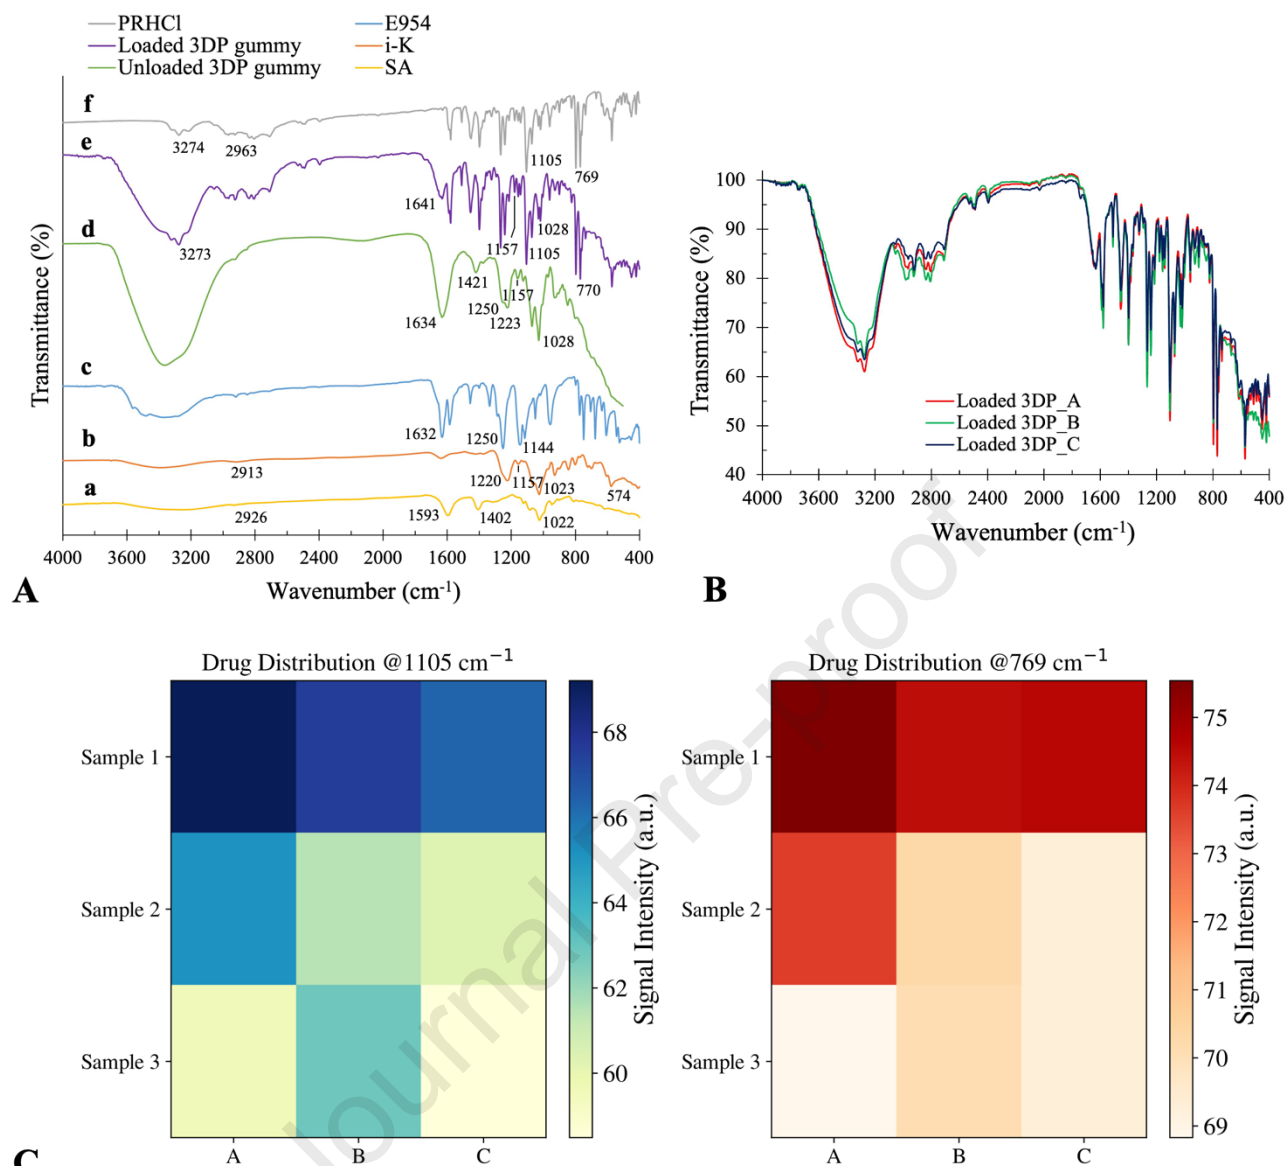 PRHCl
E954
Loaded 3DP gummy
i-K
Unloaded 3DP gummy
SA
f
3274
2963
1105
769
e
1641
3273
1157
1028
1105
770
d
1421
1157
1634
1250
1223
1028
c
1632
1250
1144
b
2913
1220
1157
1023
574
a
2926
1593
1402
1022
Transmittance (%)
4000 3600 3200 2800 2400 2000 1600 1200 800 400
Wavenumber (cm-1)
A
100
90
80
70
60
50
40
Transmittance (%)
Loaded 3DP_A
Loaded 3DP_B
Loaded 3DP_C
4000 3600 3200 2800 2400 2000 1600 1200 800 400
Wavenumber (cm-1)
B
Drug Distribution @1105 cm−1
Sample 1
Sample 2
Sample 3
A B C
68
66
64
62
60
Signal Intensity (a.u.)
Drug Distribution @769 cm−1
Sample 1
Sample 2
Sample 3
A B C
75
74
73
72
71
70
69
Signal Intensity (a.u.)
C
Journal Pre-proof